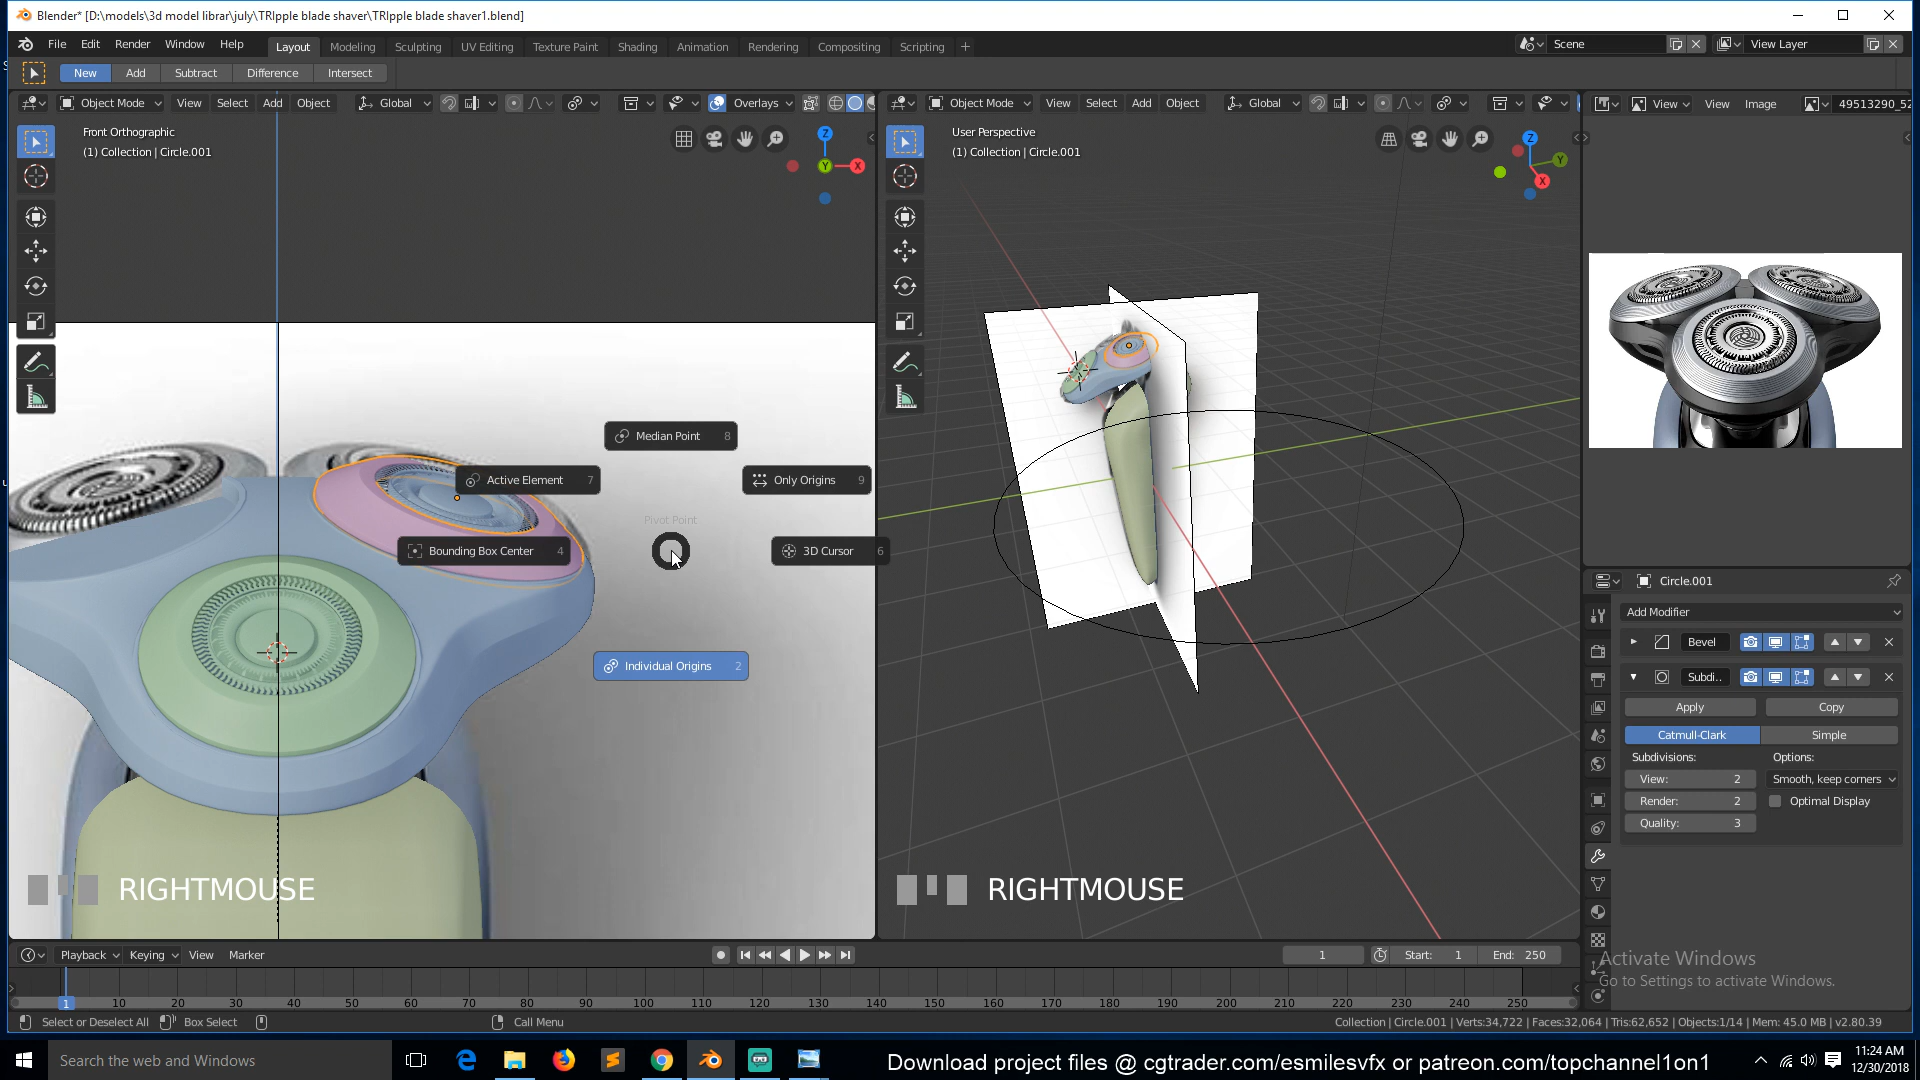 Blender* [D:\models\3d model librar\july\TRIpple blade shaver\TRIpple blade shaver1.blend]
File Edit Render Window Help Layout Modeling Sculpting UV Editing Texture Paint Shading Animation Rendering Compositing Scripting + Scene View Layer
New Add Subtract Difference Intersect
Object Mode View Select Add Object Global Overlays Object Mode View Select Add Object Global View View Image 49513290_52
Front Orthographic
(1) Collection | Circle.001
Z
Y
X
User Perspective
(1) Collection | Circle.001
Z
Y
X
Median Point 8
Active Element 7
Only Origins 9
Pivot Point
Bounding Box Center 4
3D Cursor 6
Individual Origins 2
RIGHTMOUSE
RIGHTMOUSE
Circle.001
Add Modifier
Bevel
Subdi..
Apply Copy
Catmull-Clark Simple
Subdivisions: Options:
View: 2 Smooth, keep corners
Render: 2 Optimal Display
Quality: 3
Activate Windows
Go to Settings to activate Windows.
Playback Keying View Marker 1 Start: 1 End: 250
1 10 20 30 40 50 60 70 80 90 100 110 120 130 140 150 160 170 180 190 200 210 220 230 240 250
Select or Deselect All Box Select Call Menu Collection | Circle.001 | Verts:34,722 | Faces:32,064 | Tris:62,652 | Objects:1/14 | Mem: 45.0 MB | v2.80.39
Search the web and Windows
Download project files @ cgtrader.com/esmilesvfx or patreon.com/topchannel1on1
11:24 AM
12/30/2018